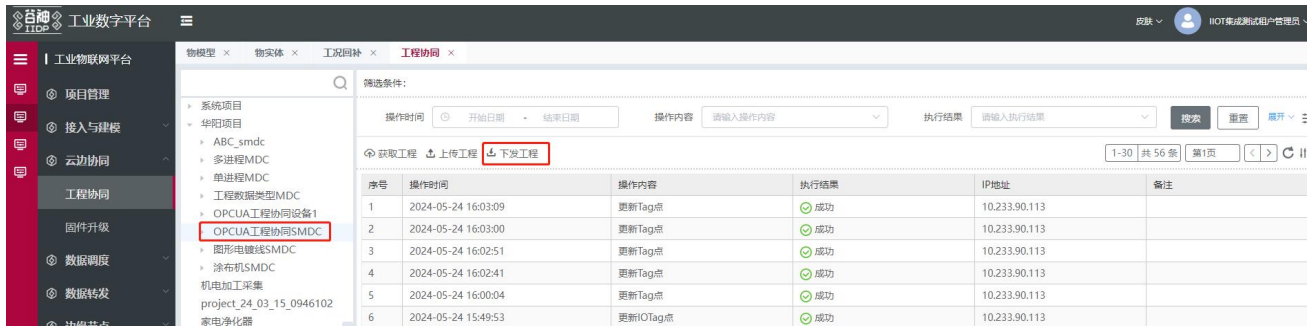 谷神 IIDP 工业数字平台 皮肤 IIOT集成测试租户管理员
工业物联网平台
项目管理
接入与建模
云边协同
工程协同
固件升级
数据调度
数据转发
边缘节点
物模型 × 物实体 × 工况回补 × 工程协同 ×
系统项目
华阳项目
ABC_smdc
多进程MDC
单进程MDC
工程数据类型MDC
OPCUA工程协同设备1
OPCUA工程协同SMDC
图形电镀线SMDC
涂布机SMDC
机电加工采集
project_24_03_15_0946102
家电净化器
筛选条件:
操作时间 开始日期 - 结束日期 操作内容 请输入操作内容 执行结果 请输入执行结果 搜索 重置 展开
获取工程 上传工程 下发工程 1-30 共 56 条 第1页
序号 操作时间 操作内容 执行结果 IP地址 备注
1 2024-05-24 16:03:09 更新Tag点 成功 10.233.90.113
2 2024-05-24 16:03:00 更新Tag点 成功 10.233.90.113
3 2024-05-24 16:02:51 更新Tag点 成功 10.233.90.113
4 2024-05-24 16:02:41 更新Tag点 成功 10.233.90.113
5 2024-05-24 16:00:04 更新Tag点 成功 10.233.90.113
6 2024-05-24 15:49:53 更新IOTag点 成功 10.233.90.113